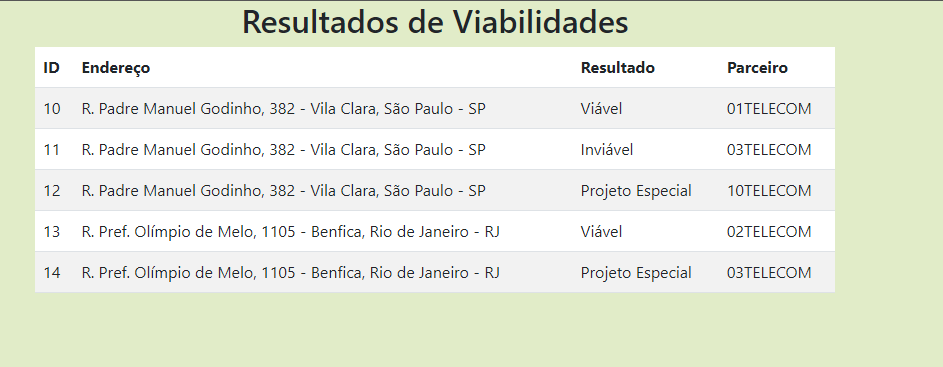 Resultados de Viabilidades
ID Endereço Resultado Parceiro
10 R. Padre Manuel Godinho, 382 - Vila Clara, São Paulo - SP Viável 01TELECOM
11 R. Padre Manuel Godinho, 382 - Vila Clara, São Paulo - SP Inviável 03TELECOM
12 R. Padre Manuel Godinho, 382 - Vila Clara, São Paulo - SP Projeto Especial 10TELECOM
13 R. Pref. Olímpio de Melo, 1105 - Benfica, Rio de Janeiro - RJ Viável 02TELECOM
14 R. Pref. Olímpio de Melo, 1105 - Benfica, Rio de Janeiro - RJ Projeto Especial 03TELECOM